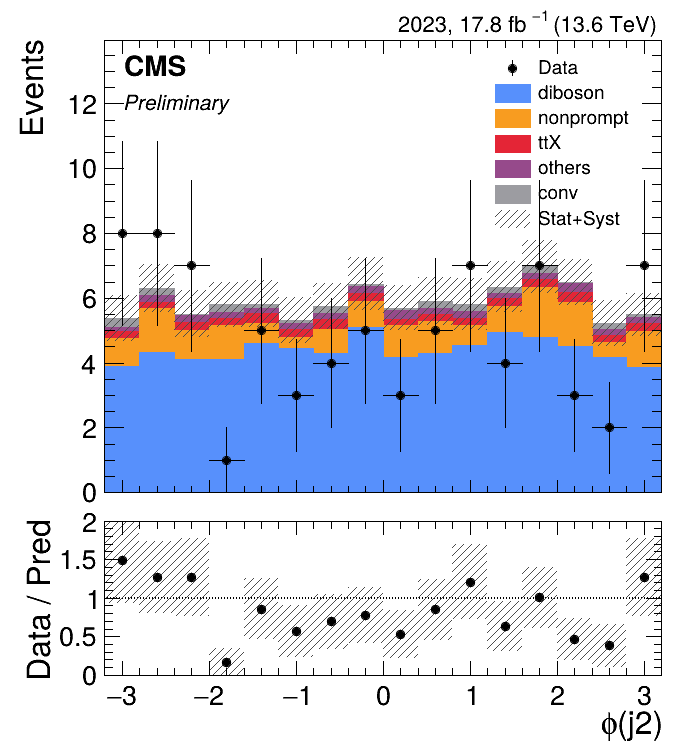 2023, 17.8 fb⁻¹ (13.6 TeV)
Events
CMS
Preliminary
Data
diboson
nonprompt
ttX
others
conv
Stat+Syst
12
10
8
6
4
2
0
Data / Pred
2
1.5
1
0.5
0
−3 −2 −1 0 1 2 3
ϕ(j2)